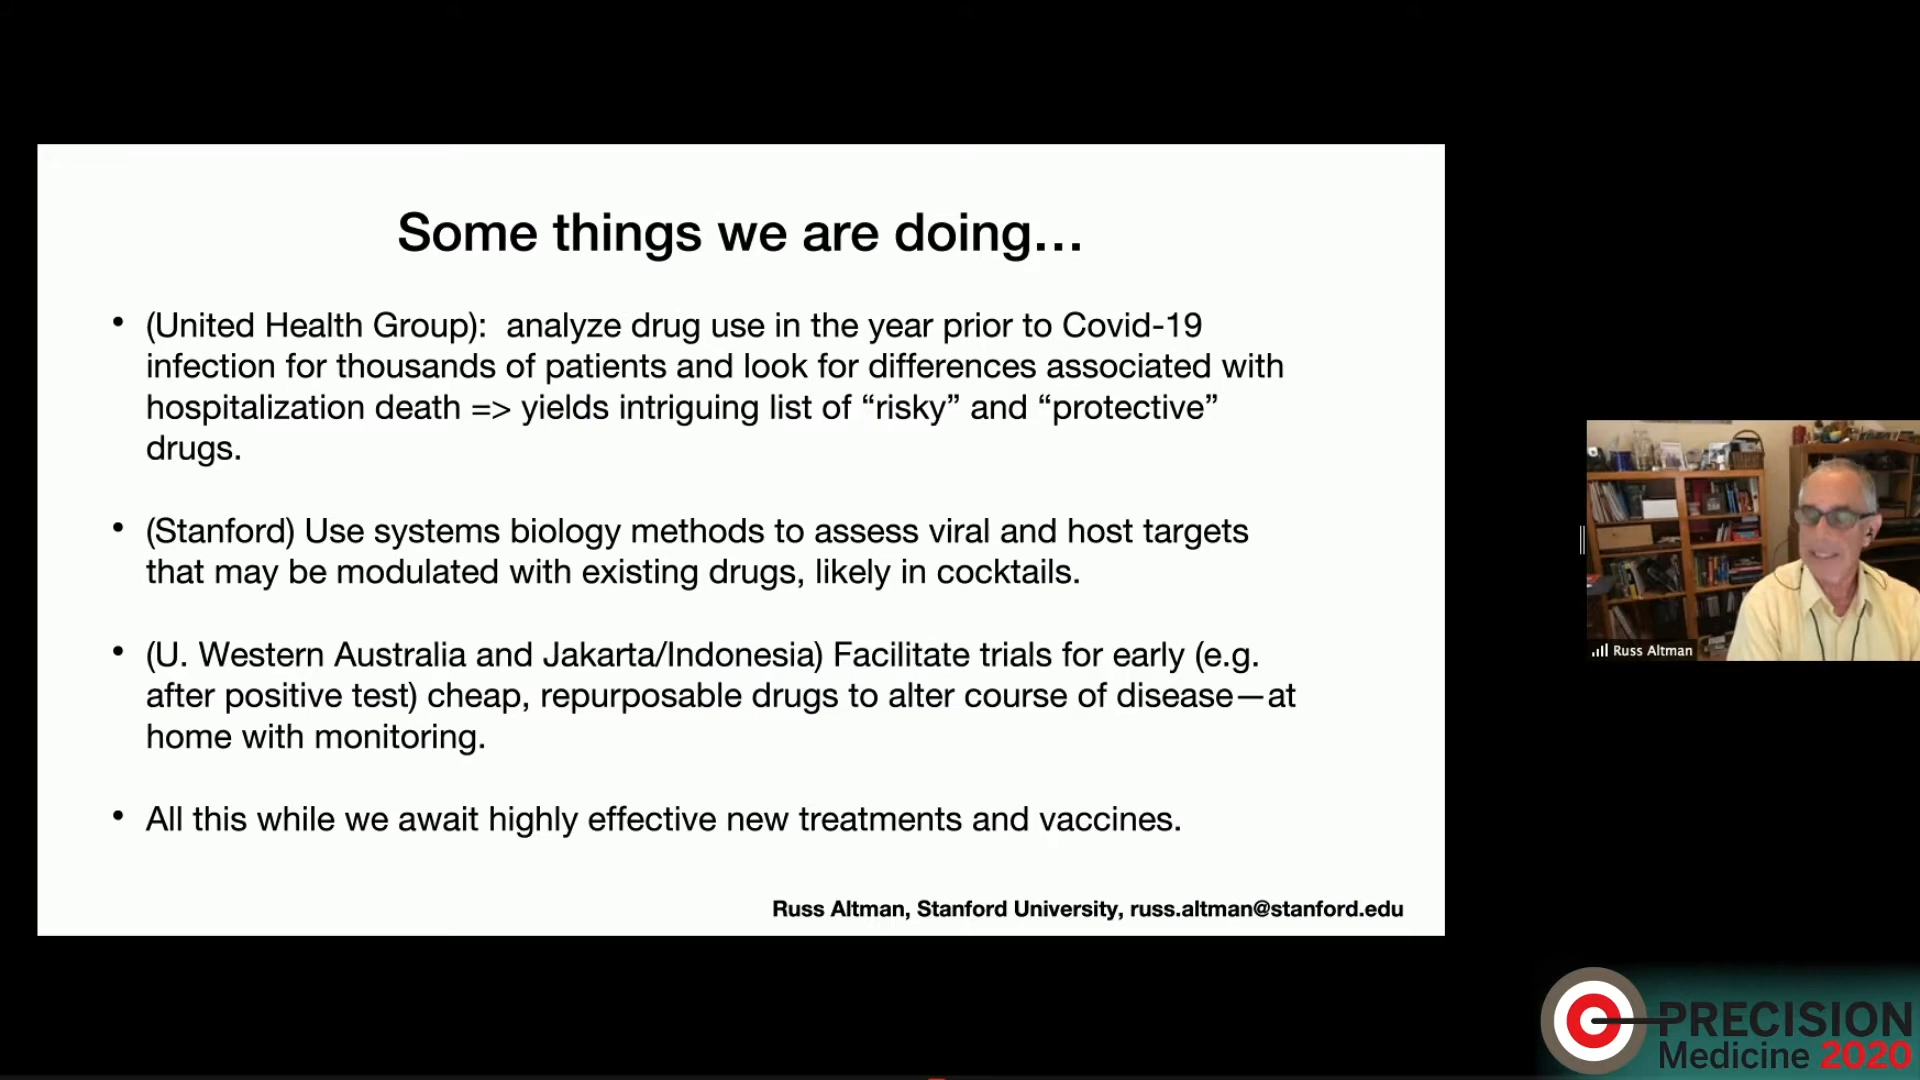 Some things we are doing…
• (United Health Group):  analyze drug use in the year prior to Covid-19
infection for thousands of patients and look for differences associated with
hospitalization death => yields intriguing list of “risky” and “protective”
drugs.
• (Stanford) Use systems biology methods to assess viral and host targets
that may be modulated with existing drugs, likely in cocktails.
• (U. Western Australia and Jakarta/Indonesia) Facilitate trials for early (e.g.
after positive test) cheap, repurposable drugs to alter course of disease—at
home with monitoring.
• All this while we await highly effective new treatments and vaccines.
Russ Altman, Stanford University, russ.altman@stanford.edu
Russ Altman
PRECISION
Medicine 2020